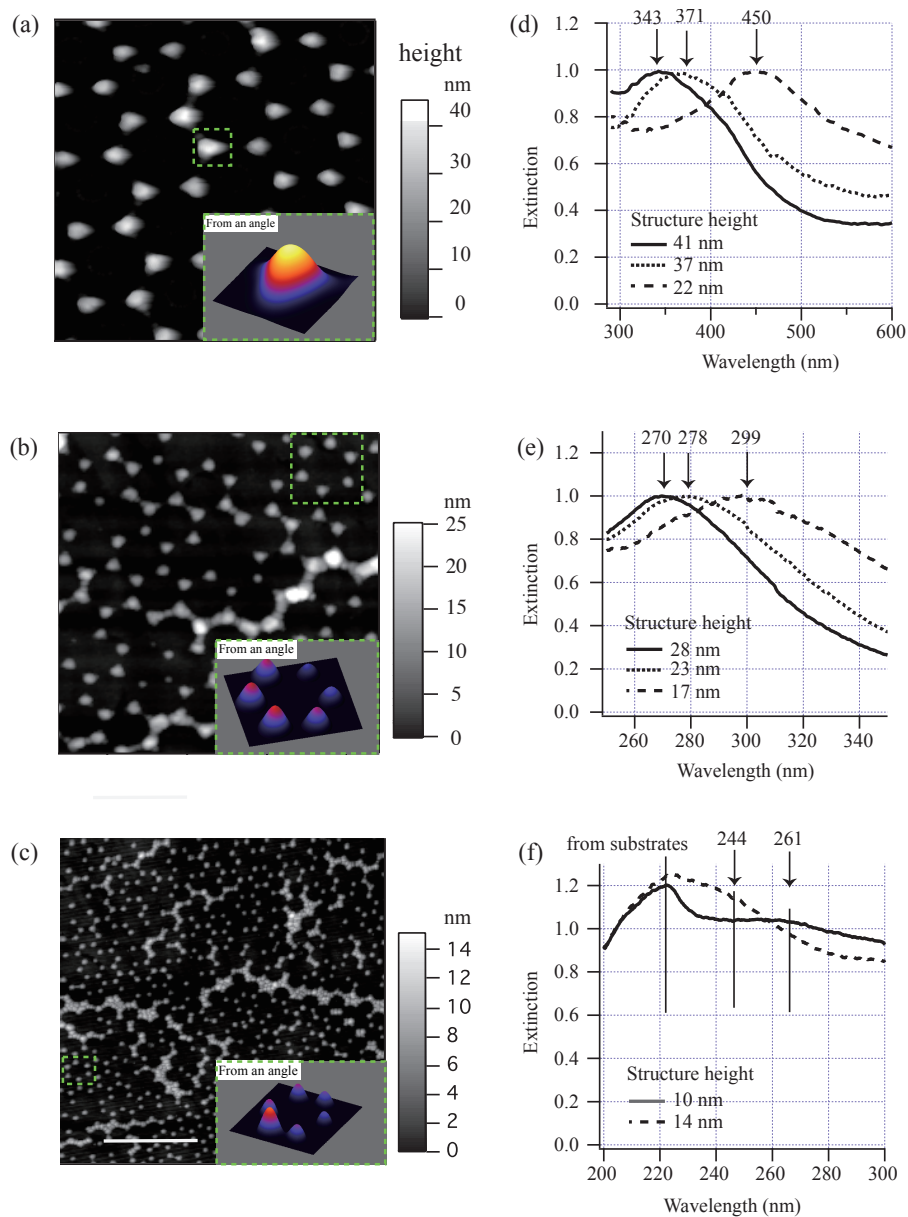 (a)
height
nm
40
30
20
10
0
From an angle
(d)
343 371 450
1.2
1.0
0.8
0.6
0.4
0.2
0.0
Extinction
Structure height
41 nm
37 nm
22 nm
300 400 500 600
Wavelength (nm)
(b)
nm
25
20
15
10
5
0
From an angle
(e)
270 278 299
1.2
1.0
0.8
0.6
0.4
0.2
0.0
Extinction
Structure height
28 nm
23 nm
17 nm
260 280 300 320 340
Wavelength (nm)
(c)
nm
14
12
10
8
6
4
2
0
From an angle
(f)
from substrates 244 261
1.2
1.0
0.8
0.6
0.4
0.2
0.0
Extinction
Structure height
10 nm
14 nm
200 220 240 260 280 300
Wavelength (nm)